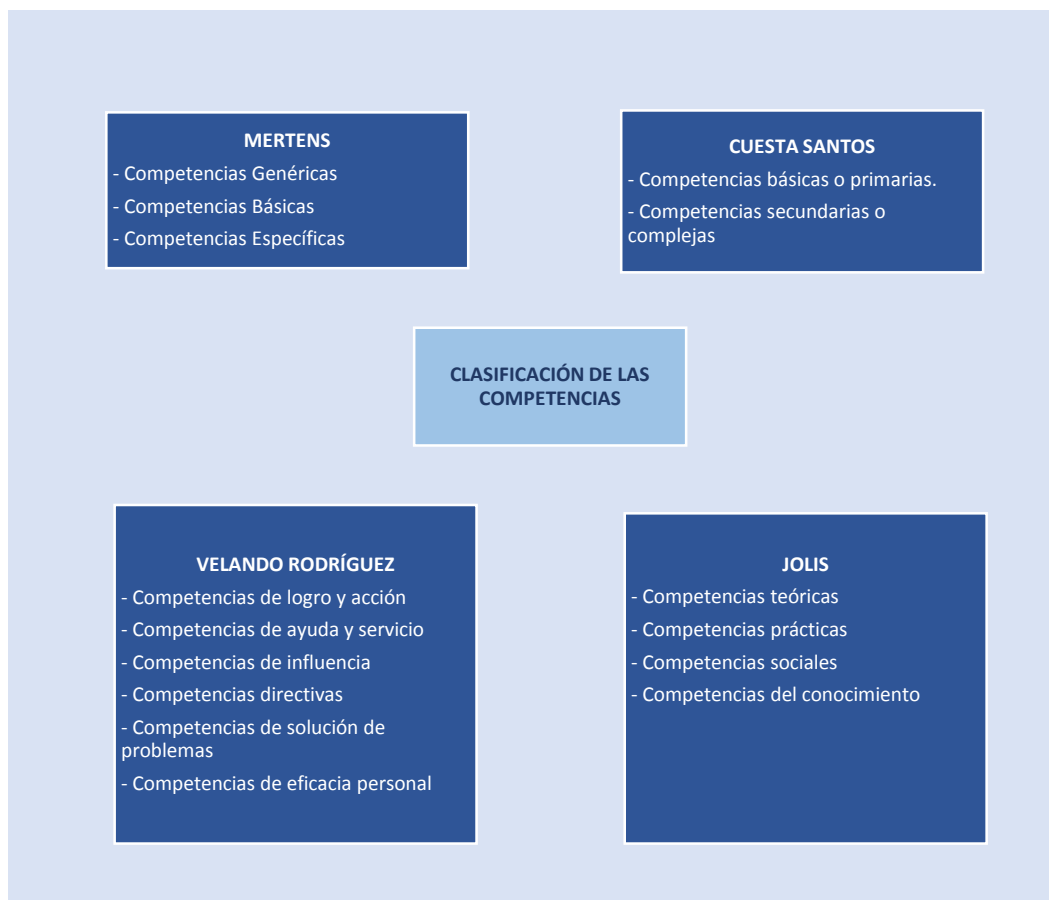 MERTENS
- Competencias Genéricas
- Competencias Básicas
- Competencias Específicas
CUESTA SANTOS
- Competencias básicas o primarias.
- Competencias secundarias o
complejas
CLASIFICACIÓN DE LAS
COMPETENCIAS
VELANDO RODRÍGUEZ
- Competencias de logro y acción
- Competencias de ayuda y servicio
- Competencias de influencia
- Competencias directivas
- Competencias de solución de
problemas
- Competencias de eficacia personal
JOLIS
- Competencias teóricas
- Competencias prácticas
- Competencias sociales
- Competencias del conocimiento